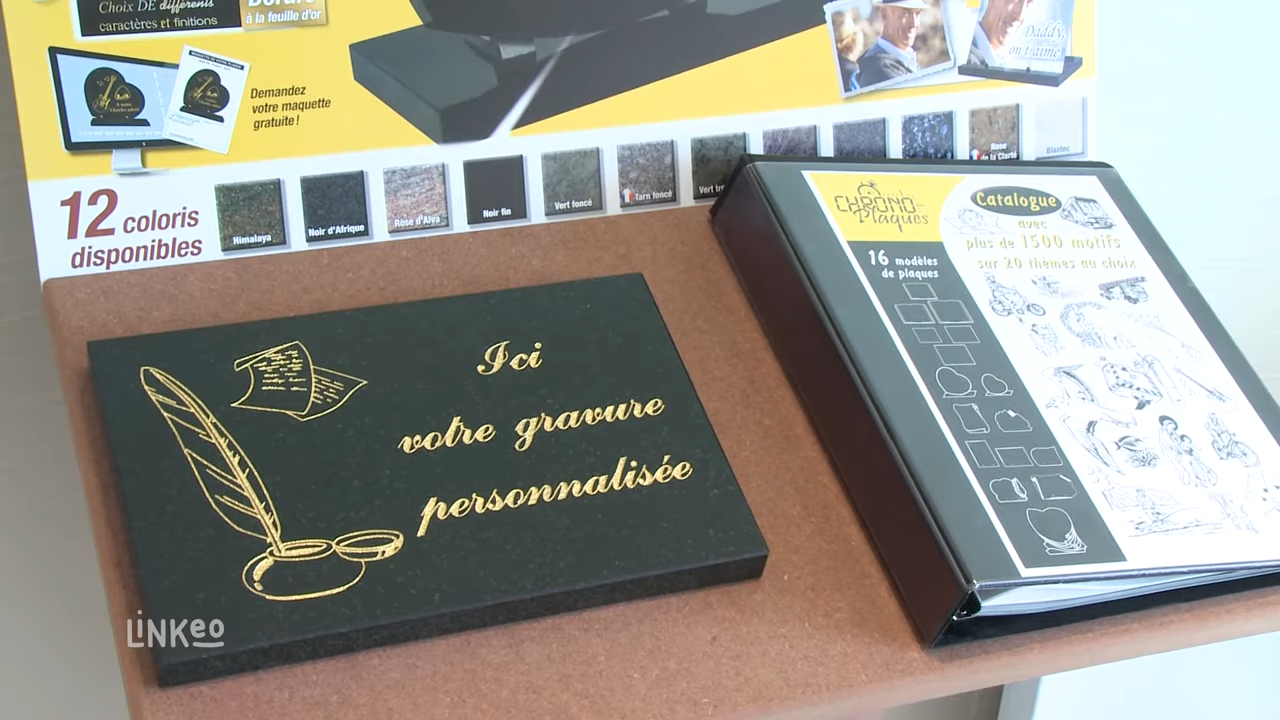 Choix DE différents
caractères et finitions
Dorure
à la feuille d'or
Demandez
votre maquette
gratuite !
Daddy,
on t'aime
12 coloris
disponibles
Himalaya
Noir d'Afrique
Rose d'Alya
Noir fin
Vert foncé
Tarn foncé
Rose
de la Clarté
Blantec
Ici
votre gravure
personnalisée
CHRONO
Plaques
16 modèles
de plaques
Catalogue
avec
plus de 1500 motifs
sur 20 thèmes au choix
LiNKeo